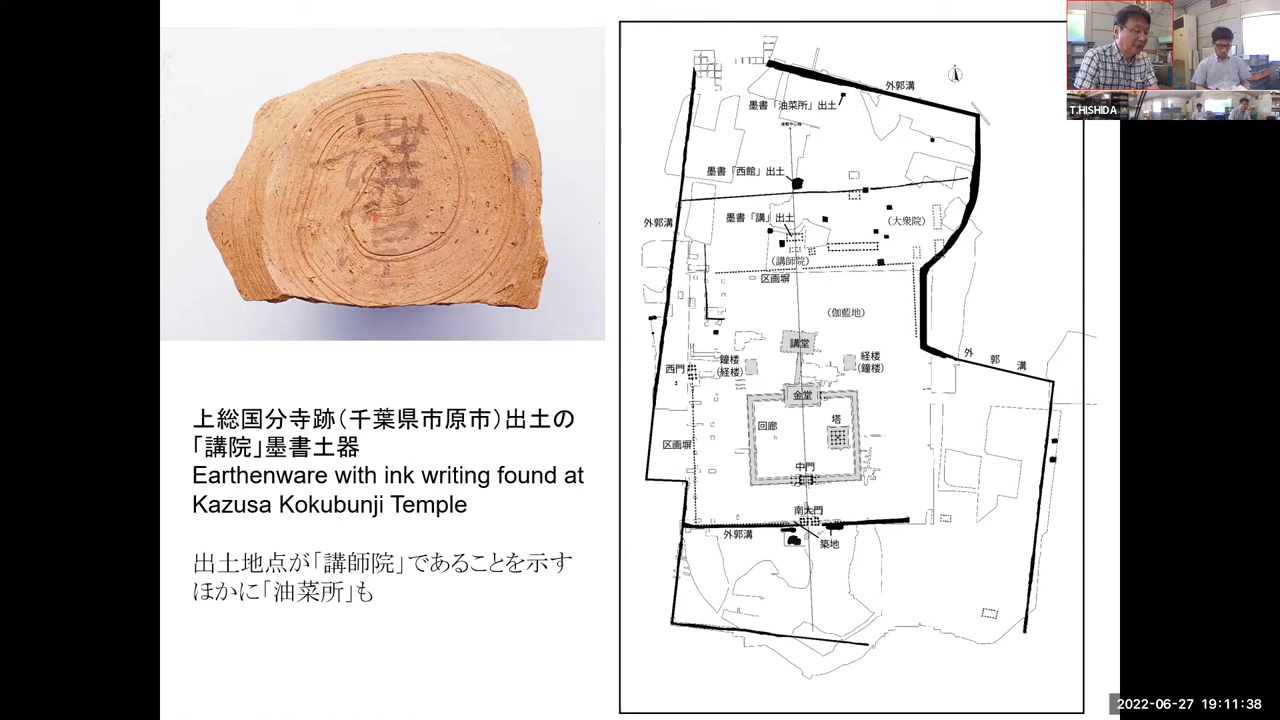 上総国分寺跡(千葉県市原市)出土の
「講院」墨書土器
Earthenware with ink writing found at
Kazusa Kokubunji Temple
出土地点が「講師院」であることを示す
ほかに「油菜所」も
外郭溝
墨書「油菜所」出土
墨書「西館」出土
外郭溝
墨書「講」出土
(大衆院)
(講師院)
区画塀
(伽藍地)
講堂
外郭溝
鐘楼
(経楼)
経楼
(鐘楼)
西門
金堂
回廊
塔
区画塀
中門
南大門
外郭溝
築地
T.HISHIDA
2022-06-27 19:11:38